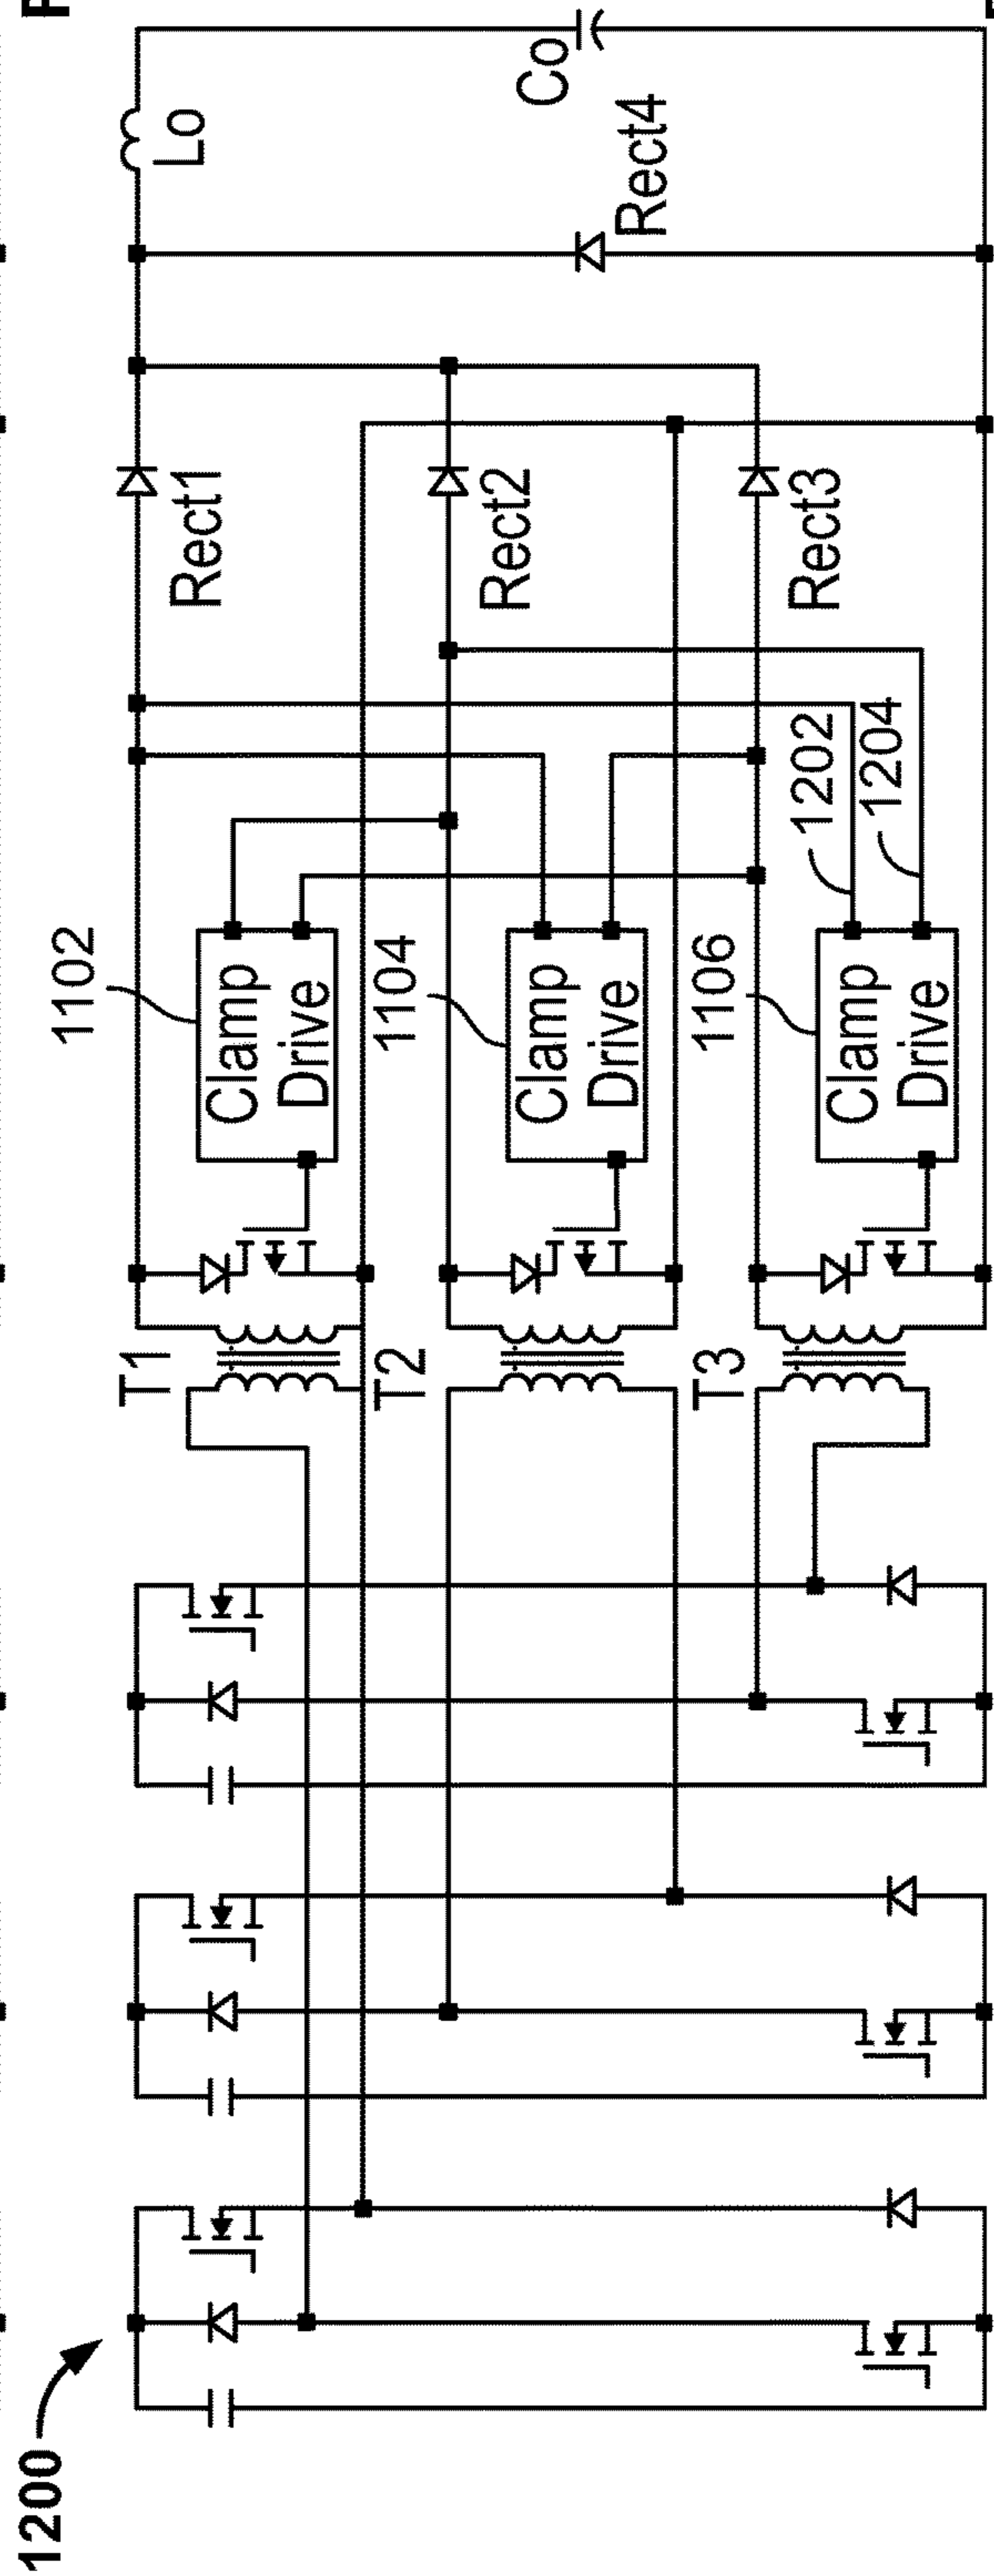 1200
T1
T2
T3
1102
Clamp
Drive
1104
Clamp
Drive
1106
Clamp
Drive
1202
1204
Rect1
Rect2
Rect3
Rect4
Lo
Co